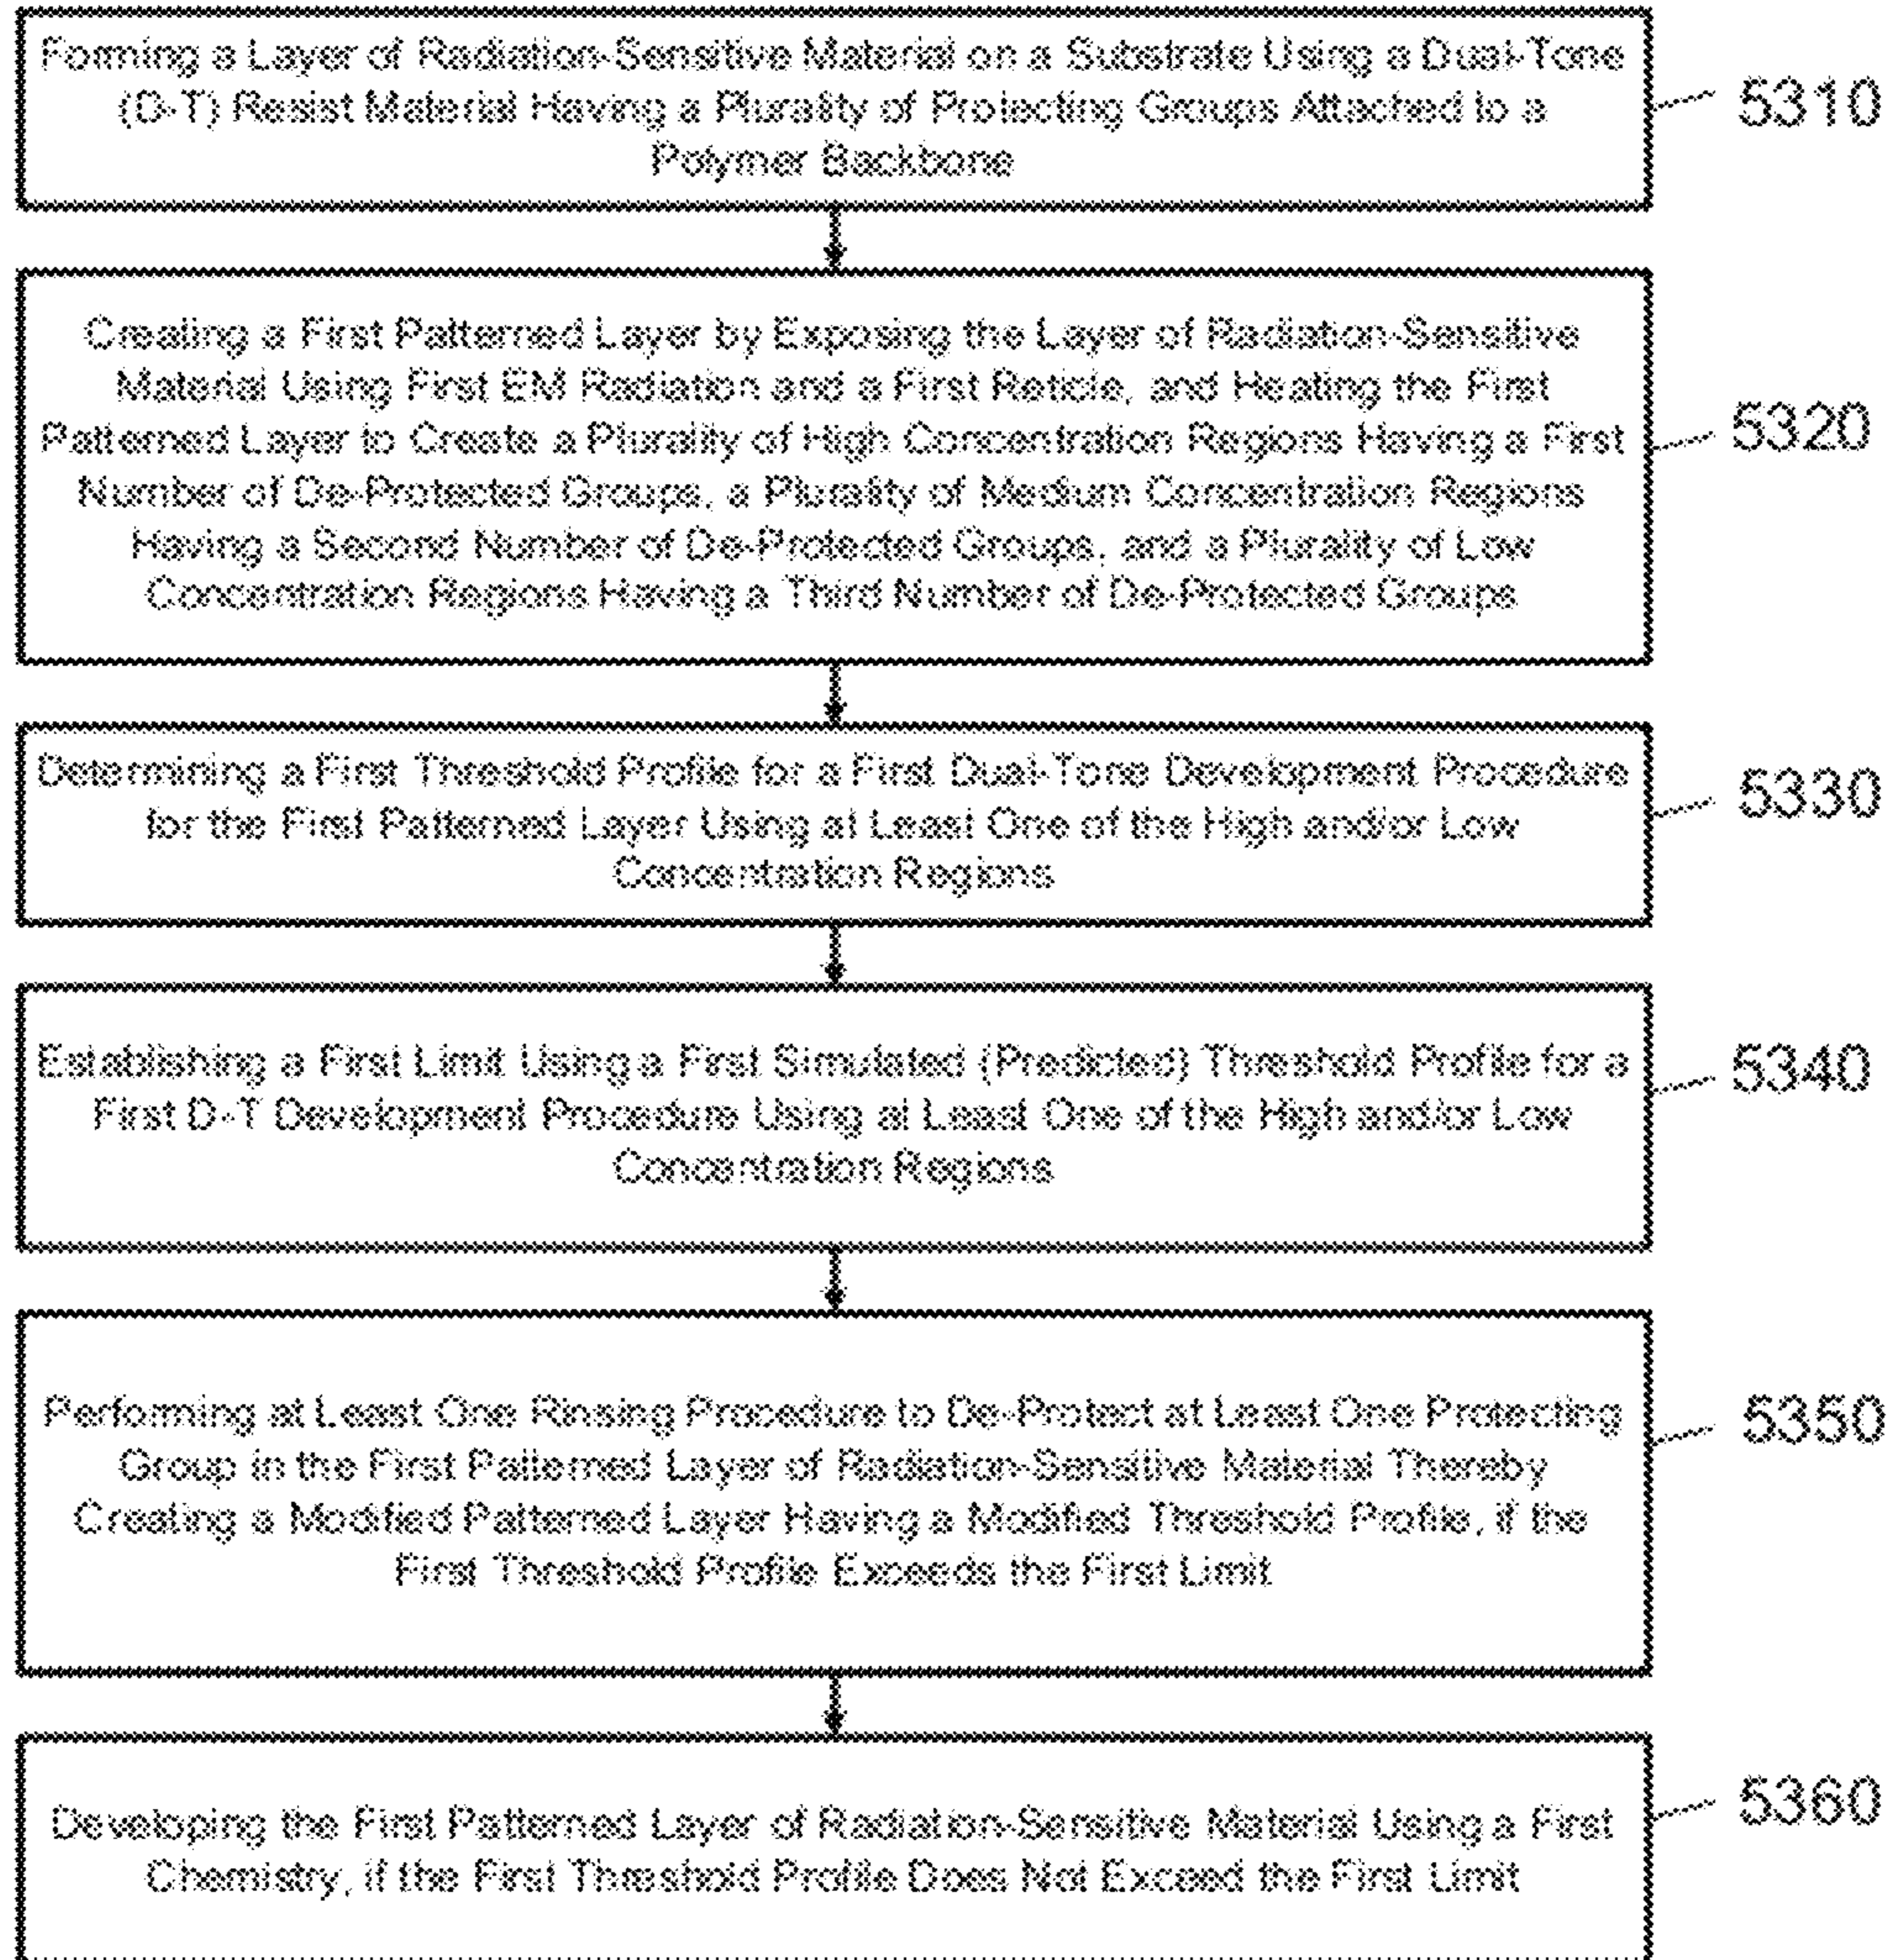 Forming a Layer of Radiation-Sensitive Material on a Substrate Using a Dual-Tone
(D-T) Resist Material Having a Plurality of Protecting Groups Attached to a
Polymer Backbone
5310
Creating a First Patterned Layer by Exposing the Layer of Radiation-Sensitive
Material Using First EM Radiation and a First Reticle, and Heating the First
Patterned Layer to Create a Plurality of High Concentration Regions Having a First
Number of De-Protected Groups, a Plurality of Medium Concentration Regions
Having a Second Number of De-Protected Groups, and a Plurality of Low
Concentration Regions Having a Third Number of De-Protected Groups
5320
Determining a First Threshold Profile for a First Dual-Tone Development Procedure
for the First Patterned Layer Using at Least One of the High and/or Low
Concentration Regions
5330
Establishing a First Limit Using a First Simulated (Predicted) Threshold Profile for a
First D-T Development Procedure Using at Least One of the High and/or Low
Concentration Regions
5340
Performing at Least One Rinsing Procedure to De-Protect at Least One Protecting
Group in the First Patterned Layer of Radiation-Sensitive Material Thereby
Creating a Modified Patterned Layer Having a Modified Threshold Profile, if the
First Threshold Profile Exceeds the First Limit
5350
Developing the First Patterned Layer of Radiation-Sensitive Material Using a First
Chemistry, if the First Threshold Profile Does Not Exceed the First Limit
5360